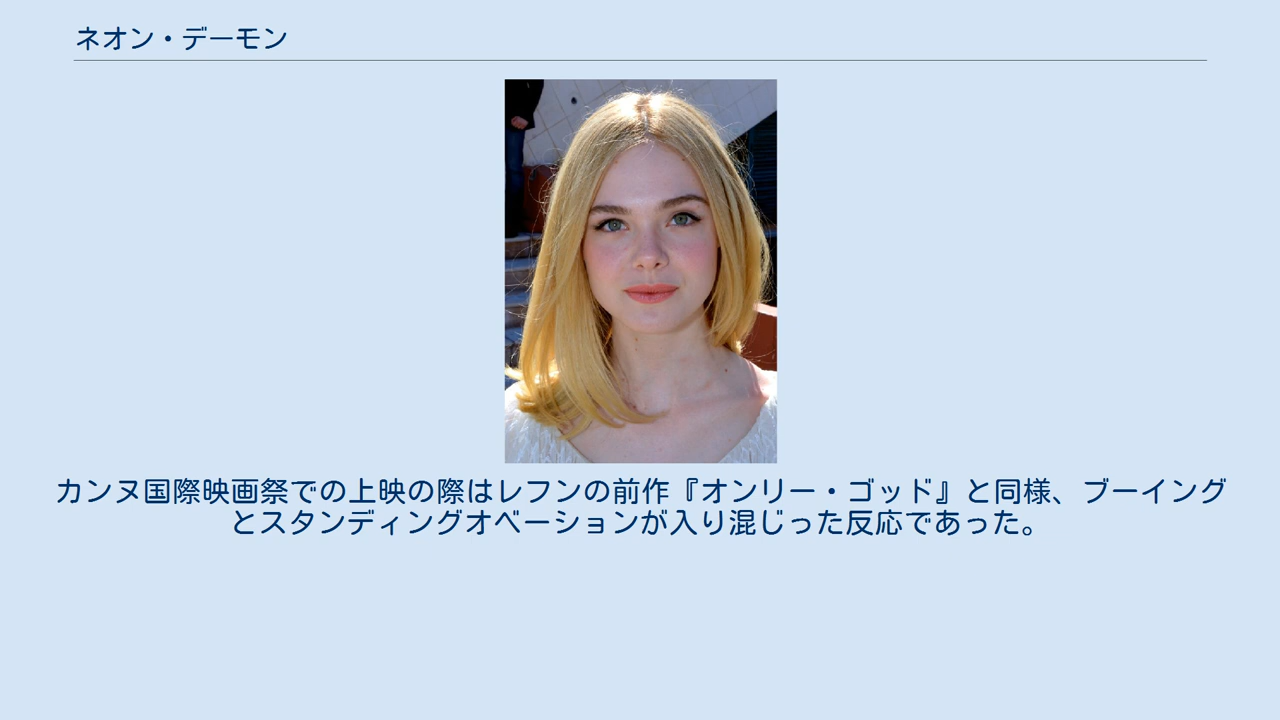 ネオン・デーモン
カンヌ国際映画祭での上映の際はレフンの前作『オンリー・ゴッド』と同様、ブーイング
とスタンディングオベーションが入り混じった反応であった。